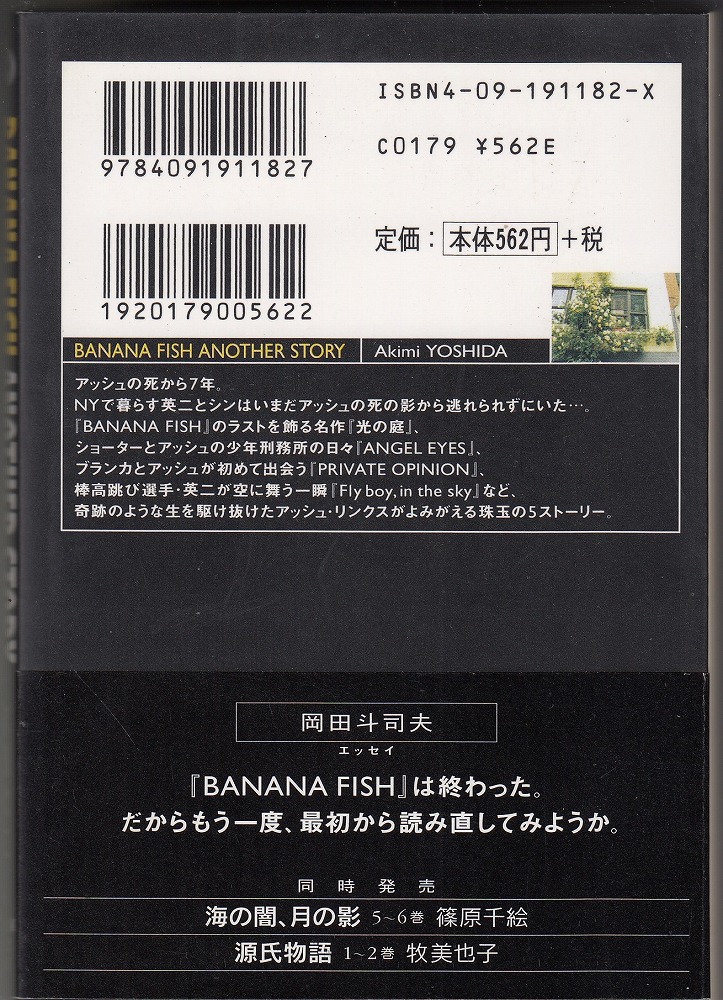 ISBN4-09-191182-X
9784091911827
C0179 ¥562E
定価：本体562円+税
1920179005622
BANANA FISH ANOTHER STORY Akimi YOSHIDA
アッシュの死から7年。
NYで暮らす英二とシンはいまだアッシュの死の影から逃れられずにいた…。
『BANANA FISH』のラストを飾る名作『光の庭』、
ショーターとアッシュの少年刑務所の日々『ANGEL EYES』、
ブランカとアッシュが初めて出会う『PRIVATE OPINION』、
棒高跳び選手・英二が空に舞う一瞬『Fly boy, in the sky』など、
奇跡のような生を駆け抜けたアッシュ・リンクスがよみがえる珠玉の5ストーリー。
BANANA FISH ANOTHER STORY
岡田斗司夫
エッセイ
『BANANA FISH』は終わった。
だからもう一度、最初から読み直してみようか。
同時発売
海の闇、月の影 5〜6巻 篠原千絵
源氏物語 1〜2巻 牧美也子